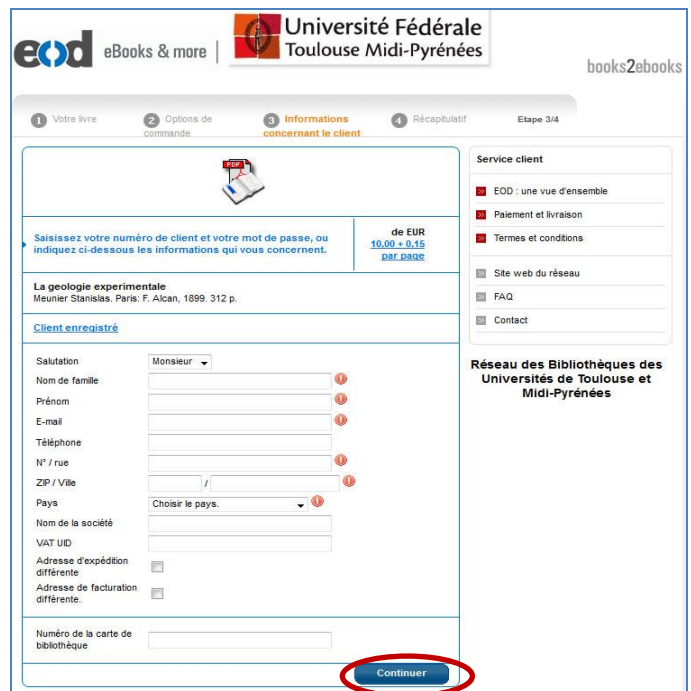 eod eBooks & more |
Université Fédérale
Toulouse Midi-Pyrénées
books2ebooks
1 Votre livre
2 Options de
commande
3 Informations
concernant le client
4 Récapitulatif
Etape 3/4
PDF
Saisissez votre numéro de client et votre mot de passe, ou
indiquez ci-dessous les informations qui vous concernent.
de EUR
10,00 + 0,15
par page
La geologie experimentale
Meunier Stanislas. Paris: F. Alcan, 1899. 312 p.
Client enregistré
Salutation Monsieur
Nom de famille
Prénom
E-mail
Téléphone
N° / rue
ZIP / Ville /
Pays Choisir le pays.
Nom de la société
VAT UID
Adresse d'expédition
différente
Adresse de facturation
différente.
Numéro de la carte de
bibliothèque
Continuer
Service client
EOD : une vue d'ensemble
Paiement et livraison
Termes et conditions
Site web du réseau
FAQ
Contact
Réseau des Bibliothèques des
Universités de Toulouse et
Midi-Pyrénées